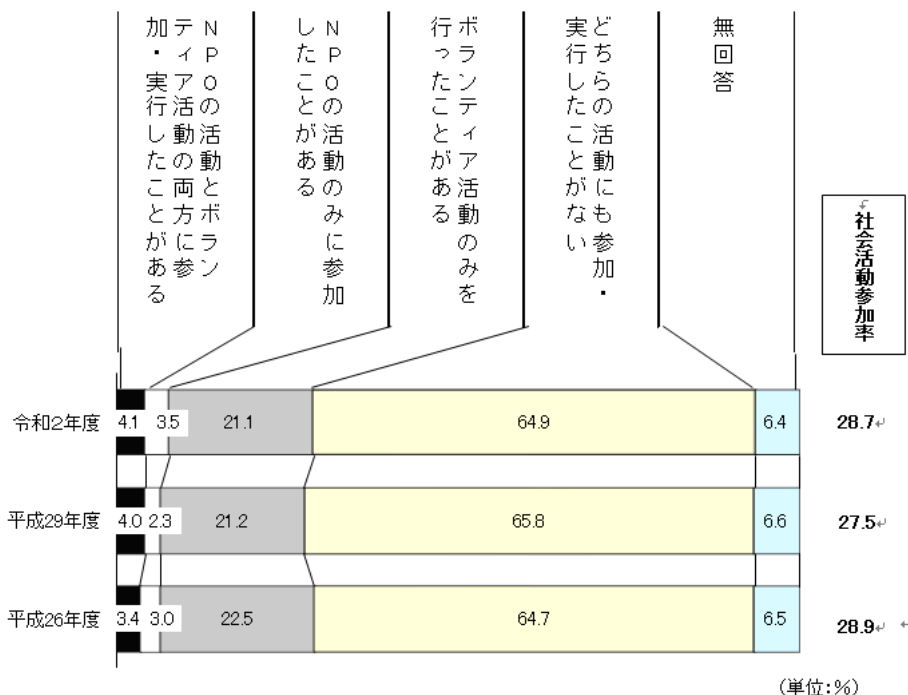 NPOの活動とボラン
ティア活動の両方に参
加・実行したことがある
NPOの活動のみに参加
したことがある
ボランティア活動のみを
行ったことがある
どちらの活動にも参加・
実行したことがない
無回答
社会活動参加率
令和2年度 4.1 3.5 21.1 64.9 6.4 28.7
平成29年度 4.0 2.3 21.2 65.8 6.6 27.5
平成26年度 3.4 3.0 22.5 64.7 6.5 28.9
(単位:%)